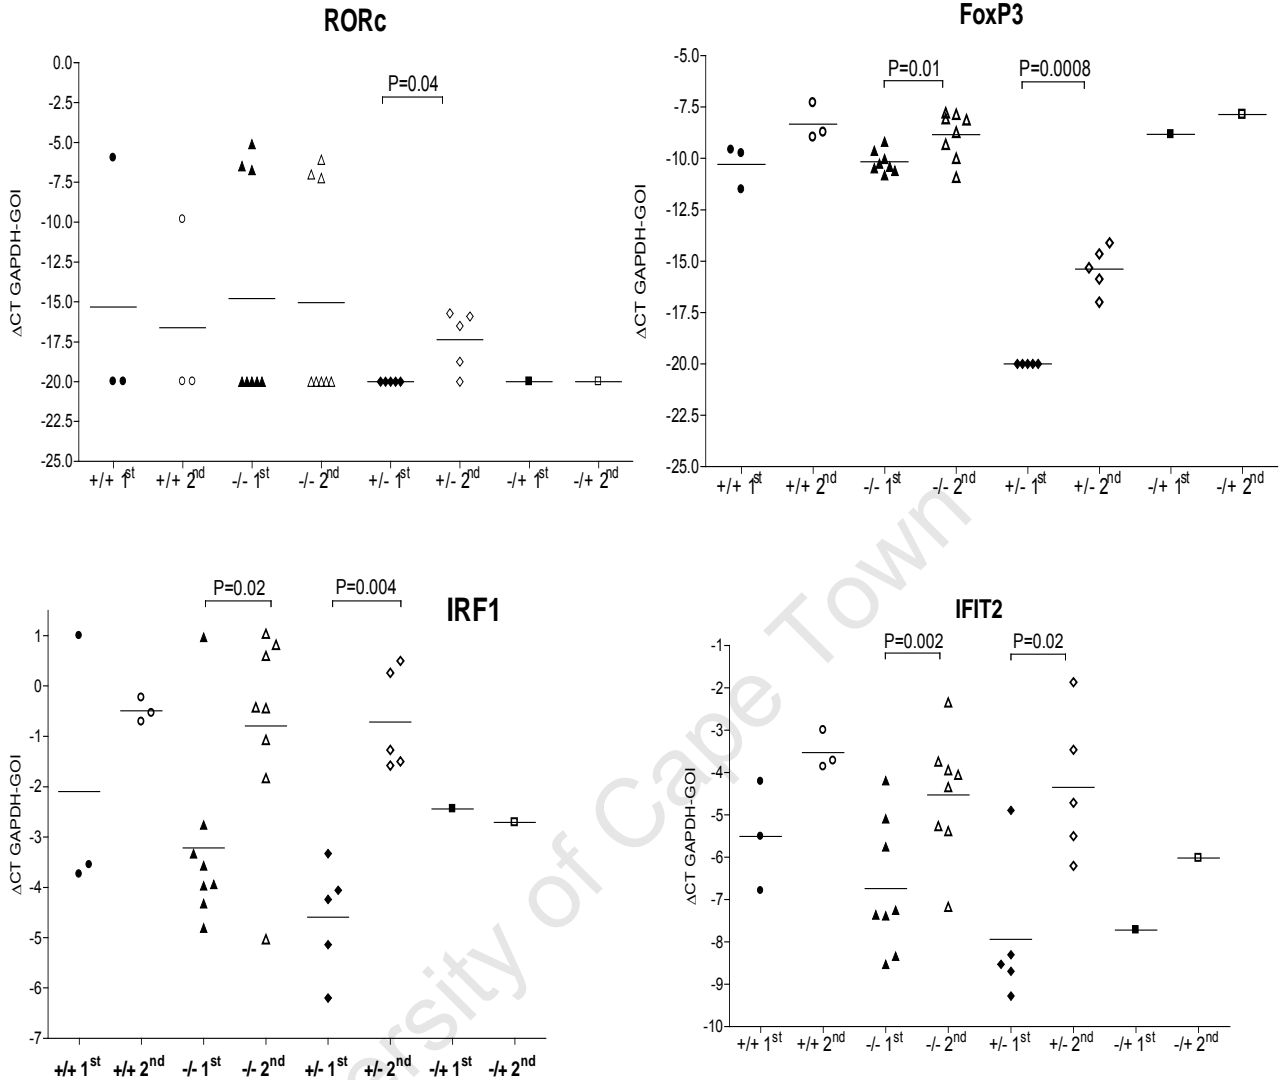 RORc
ΔCT GAPDH-GOI
0.0
-2.5
-5.0
-7.5
-10.0
-12.5
-15.0
-17.5
-20.0
-22.5
-25.0
P=0.04
+/+ 1st +/+ 2nd -/- 1st -/- 2nd +/- 1st +/- 2nd -/+ 1st -/+ 2nd
FoxP3
ΔCT GAPDH-GOI
-5.0
-7.5
-10.0
-12.5
-15.0
-17.5
-20.0
-22.5
-25.0
P=0.01 P=0.0008
+/+ 1st +/+ 2nd -/- 1st -/- 2nd +/- 1st +/- 2nd -/+ 1st -/+ 2nd
IRF1
ΔCT GAPDH-GOI
1
0
-1
-2
-3
-4
-5
-6
-7
P=0.02 P=0.004
+/+ 1st +/+ 2nd -/- 1st -/- 2nd +/- 1st +/- 2nd -/+ 1st -/+ 2nd
IFIT2
ΔCT GAPDH-GOI
-1
-2
-3
-4
-5
-6
-7
-8
-9
-10
P=0.002 P=0.02
+/+ 1st +/+ 2nd -/- 1st -/- 2nd +/- 1st +/- 2nd -/+ 1st -/+ 2nd
ersity of Cape Town